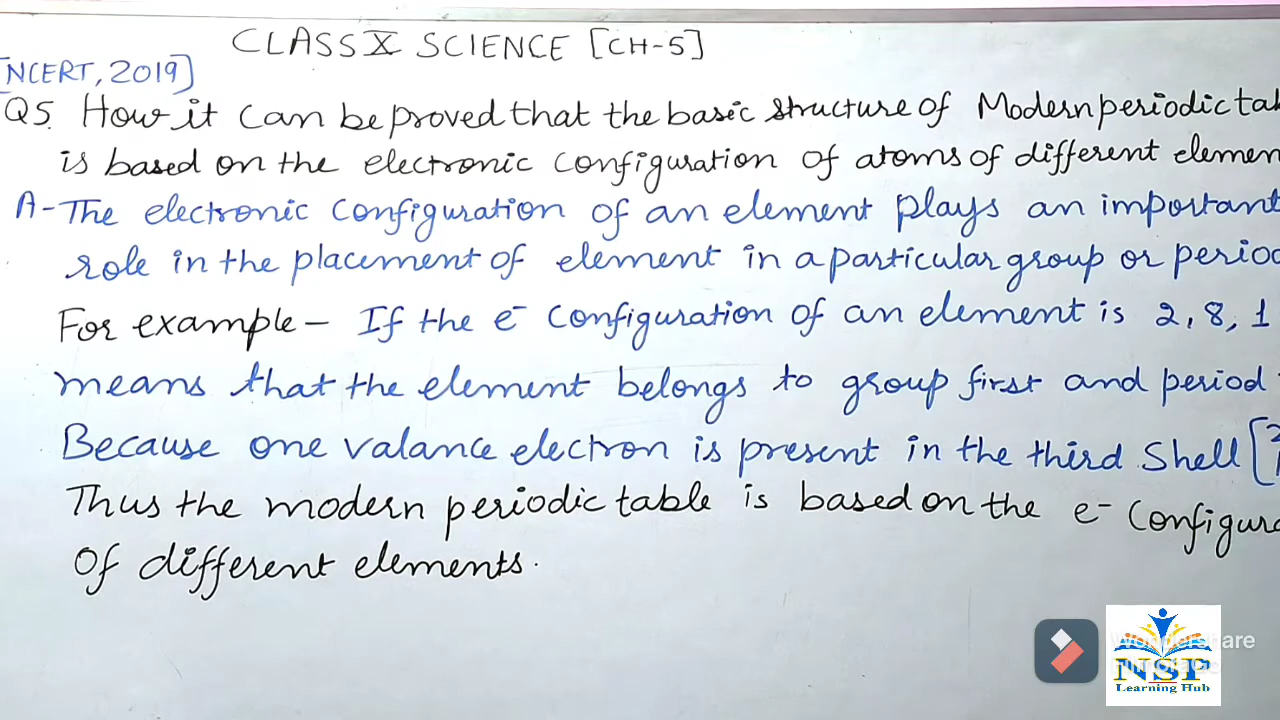 CLASS X SCIENCE [CH-5]
[NCERT, 2019]
Q5. How it can be proved that the basic structure of Modern periodic tab
is based on the electronic configuration of atoms of different elemen
A- The electronic configuration of an element plays an important
role in the placement of element in a particular group or perio
For example - If the e⁻ configuration of an element is 2, 8, 1
means that the element belongs to group first and period
Because one valance electron is present in the third Shell [
Thus the modern periodic table is based on the e⁻ configura
Of different elements.
Wondershare
Filmora
NSP
Learning Hub